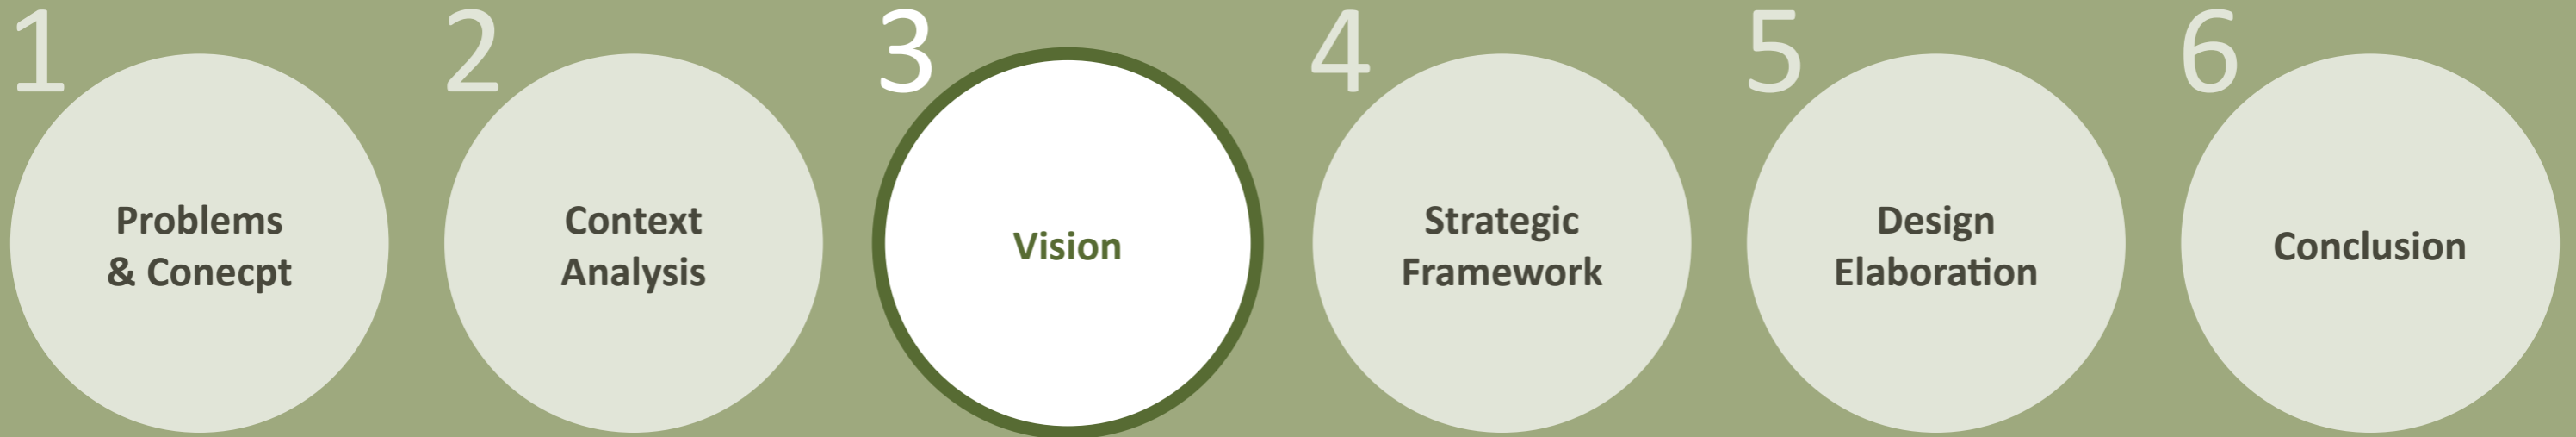 1
Problems
& Conecpt
2
Context
Analysis
3
Vision
4
Strategic
Framework
5
Design
Elaboration
6
Conclusion